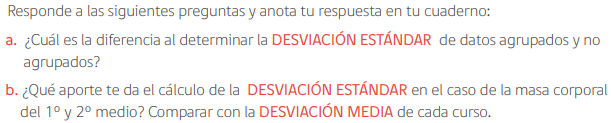 Responde a las siguientes preguntas y anota tu respuesta en tu cuaderno:
a. ¿Cuál es la diferencia al determinar la DESVIACIÓN ESTÁNDAR de datos agrupados y no
agrupados?
b. ¿Qué aporte te da el cálculo de la DESVIACIÓN ESTÁNDAR en el caso de la masa corporal
del 1º y 2º medio? Comparar con la DESVIACIÓN MEDIA de cada curso.